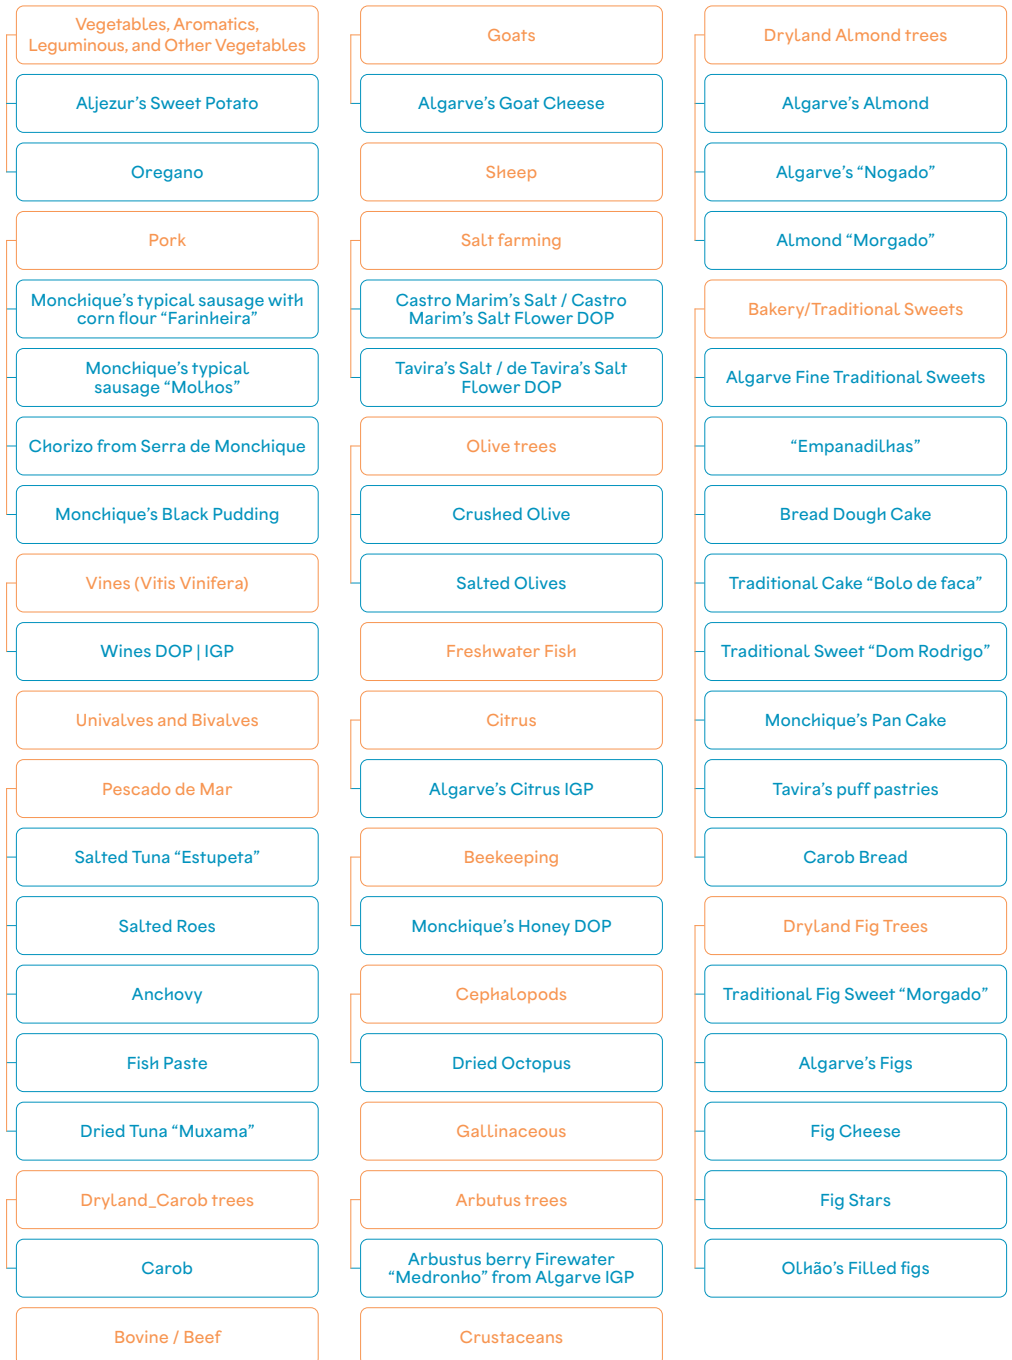 Vegetables, Aromatics,
Leguminous, and Other Vegetables
Aljezur's Sweet Potato
Oregano
Pork
Monchique's typical sausage with
corn flour “Farinheira”
Monchique's typical
sausage “Molhos”
Chorizo from Serra de Monchique
Monchique's Black Pudding
Vines (Vitis Vinifera)
Wines DOP | IGP
Univalves and Bivalves
Pescado de Mar
Salted Tuna “Estupeta”
Salted Roes
Anchovy
Fish Paste
Dried Tuna “Muxama”
Dryland_Carob trees
Carob
Bovine / Beef
Goats
Algarve's Goat Cheese
Sheep
Salt farming
Castro Marim's Salt / Castro
Marim's Salt Flower DOP
Tavira's Salt / de Tavira's Salt
Flower DOP
Olive trees
Crushed Olive
Salted Olives
Freshwater Fish
Citrus
Algarve's Citrus IGP
Beekeeping
Monchique's Honey DOP
Cephalopods
Dried Octopus
Gallinaceous
Arbutus trees
Arbustus berry Firewater
“Medronho” from Algarve IGP
Crustaceans
Dryland Almond trees
Algarve's Almond
Algarve's “Nogado”
Almond “Morgado”
Bakery/Traditional Sweets
Algarve Fine Traditional Sweets
“Empanadilhas”
Bread Dough Cake
Traditional Cake “Bolo de faca”
Traditional Sweet “Dom Rodrigo”
Monchique's Pan Cake
Tavira's puff pastries
Carob Bread
Dryland Fig Trees
Traditional Fig Sweet “Morgado”
Algarve's Figs
Fig Cheese
Fig Stars
Olhão's Filled figs